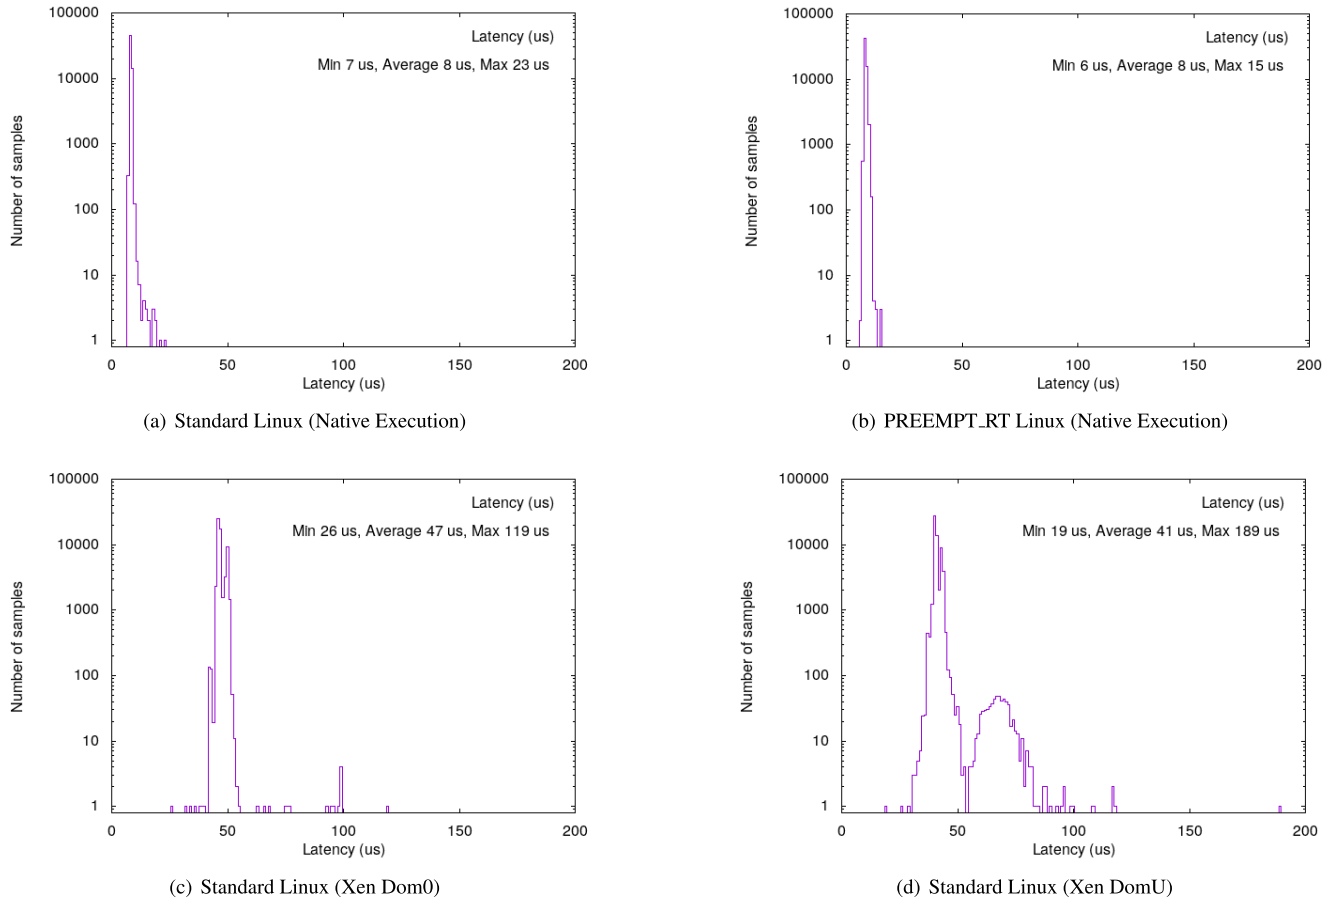 100000
10000
1000
100
10
1
Number of samples
Latency (us)
Min 7 us, Average 8 us, Max 23 us
0 50 100 150 200
Latency (us)
(a) Standard Linux (Native Execution)
100000
10000
1000
100
10
1
Number of samples
Latency (us)
Min 6 us, Average 8 us, Max 15 us
0 50 100 150 200
Latency (us)
(b) PREEMPT_RT Linux (Native Execution)
100000
10000
1000
100
10
1
Number of samples
Latency (us)
Min 26 us, Average 47 us, Max 119 us
0 50 100 150 200
Latency (us)
(c) Standard Linux (Xen Dom0)
100000
10000
1000
100
10
1
Number of samples
Latency (us)
Min 19 us, Average 41 us, Max 189 us
0 50 100 150 200
Latency (us)
(d) Standard Linux (Xen DomU)